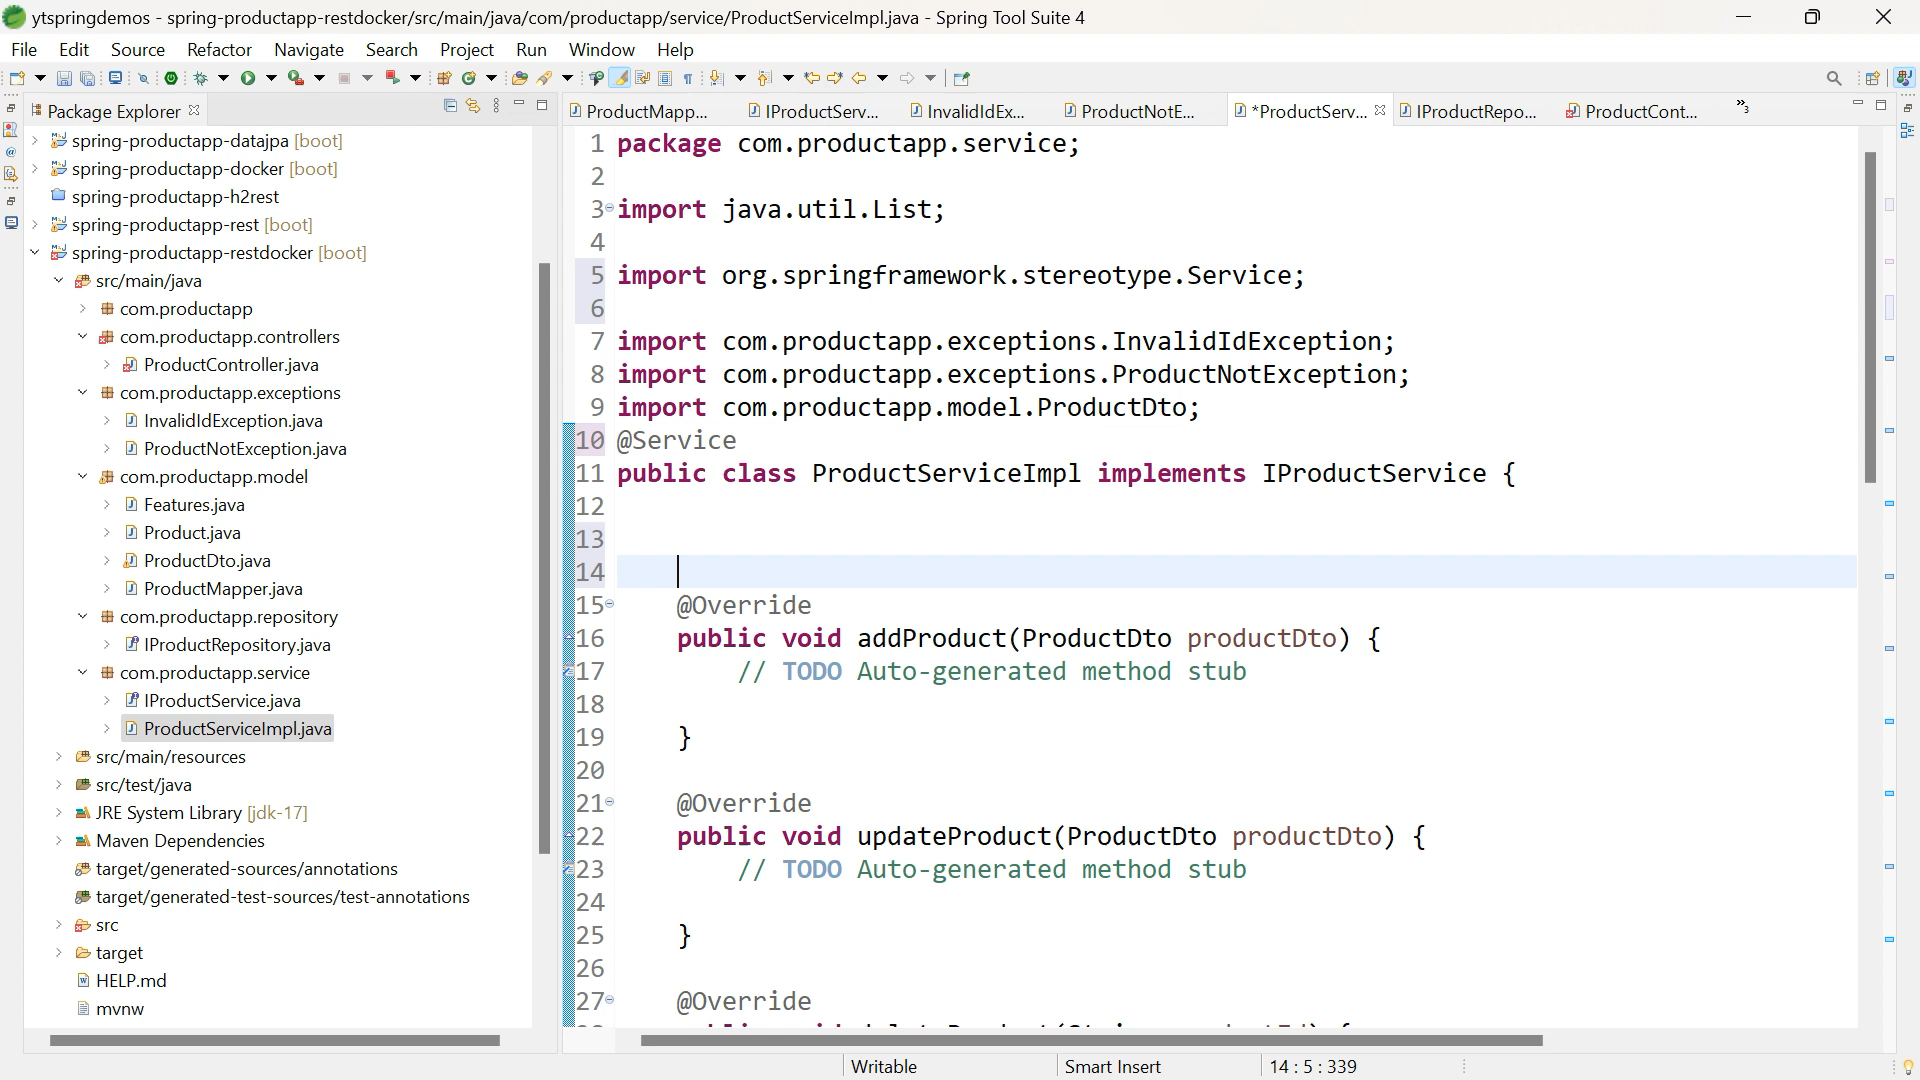 ytspringdemos - spring-productapp-restdocker/src/main/java/com/productapp/service/ProductServiceImpl.java - Spring Tool Suite 4
File Edit Source Refactor Navigate Search Project Run Window Help
Package Explorer
ProductMapp... IProductServ... InvalidIdEx... ProductNotE... *ProductServ... IProductRepo... ProductCont... »3
spring-productapp-datajpa [boot]
spring-productapp-docker [boot]
spring-productapp-h2rest
spring-productapp-rest [boot]
spring-productapp-restdocker [boot]
src/main/java
com.productapp
com.productapp.controllers
ProductController.java
com.productapp.exceptions
InvalidIdException.java
ProductNotException.java
com.productapp.model
Features.java
Product.java
ProductDto.java
ProductMapper.java
com.productapp.repository
IProductRepository.java
com.productapp.service
IProductService.java
ProductServiceImpl.java
src/main/resources
src/test/java
JRE System Library [jdk-17]
Maven Dependencies
target/generated-sources/annotations
target/generated-test-sources/test-annotations
src
target
HELP.md
mvnw
1 package com.productapp.service;
2
3 import java.util.List;
4
5 import org.springframework.stereotype.Service;
6
7 import com.productapp.exceptions.InvalidIdException;
8 import com.productapp.exceptions.ProductNotException;
9 import com.productapp.model.ProductDto;
10 @Service
11 public class ProductServiceImpl implements IProductService {
12
13
14
15 @Override
16 public void addProduct(ProductDto productDto) {
17 // TODO Auto-generated method stub
18
19 }
20
21 @Override
22 public void updateProduct(ProductDto productDto) {
23 // TODO Auto-generated method stub
24
25 }
26
27 @Override
Writable Smart Insert 14 : 5 : 339